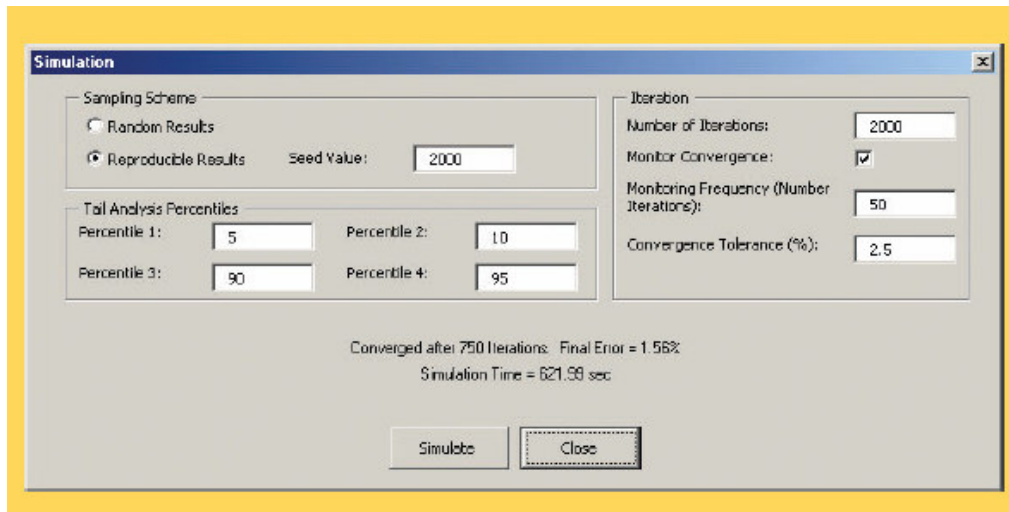 Simulation
Sampling Scheme
Random Results
Reproducible Results Seed Value: 2000
Tail Analysis Percentiles
Percentile 1: 5 Percentile 2: 10
Percentile 3: 90 Percentile 4: 95
Iteration
Number of Iterations: 2000
Monitor Convergence:
Monitoring Frequency (Number
Iterations): 50
Convergence Tolerance (%): 2.5
Converged after 750 Iterations. Final Error = 1.56%
Simulation Time = 621.99 sec
Simulate Close